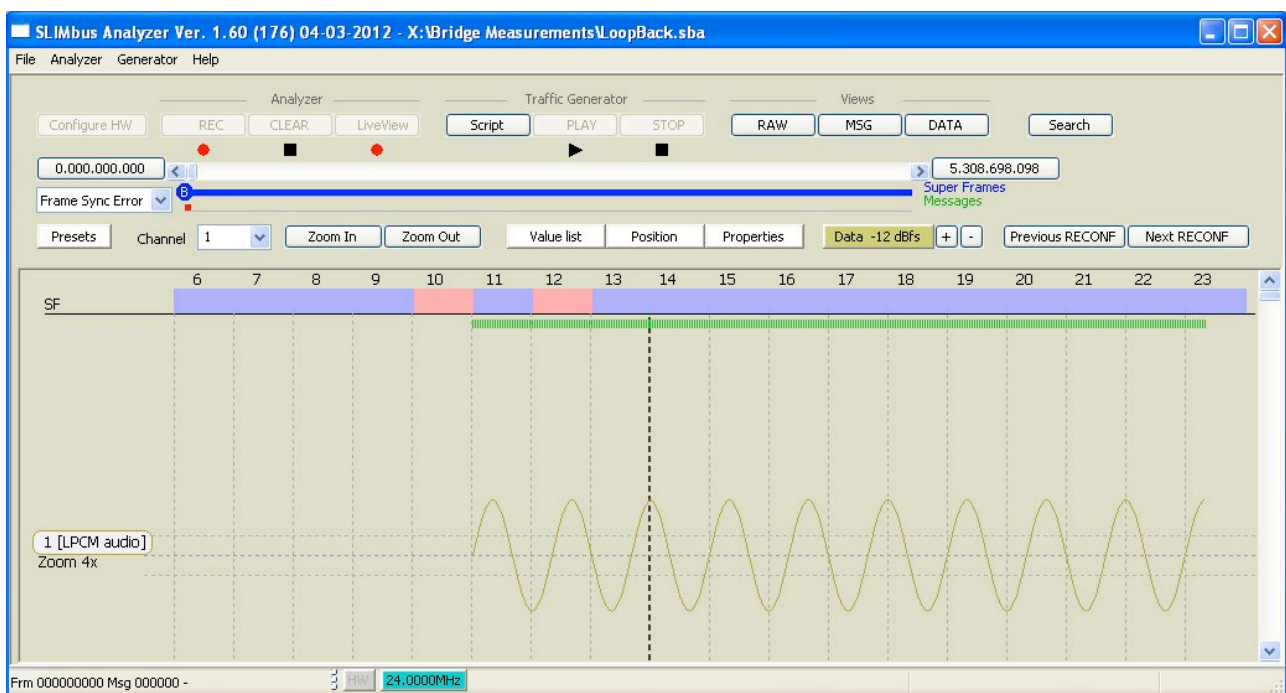 SLIMbus Analyzer Ver. 1.60 (176) 04-03-2012 - X:\Bridge Measurements\LoopBack.sba
File Analyzer Generator Help
Analyzer Traffic Generator Views
Configure HW REC CLEAR LiveView Script PLAY STOP RAW MSG DATA Search
0.000.000.000 5.308.698.098
Frame Sync Error B Super Frames
Messages
Presets Channel 1 Zoom In Zoom Out Value list Position Properties Data -12 dBfs + - Previous RECONF Next RECONF
6 7 8 9 10 11 12 13 14 15 16 17 18 19 20 21 22 23
SF
1 [LPCM audio]
Zoom 4x
Frm 000000000 Msg 000000 - HW 24.0000MHz